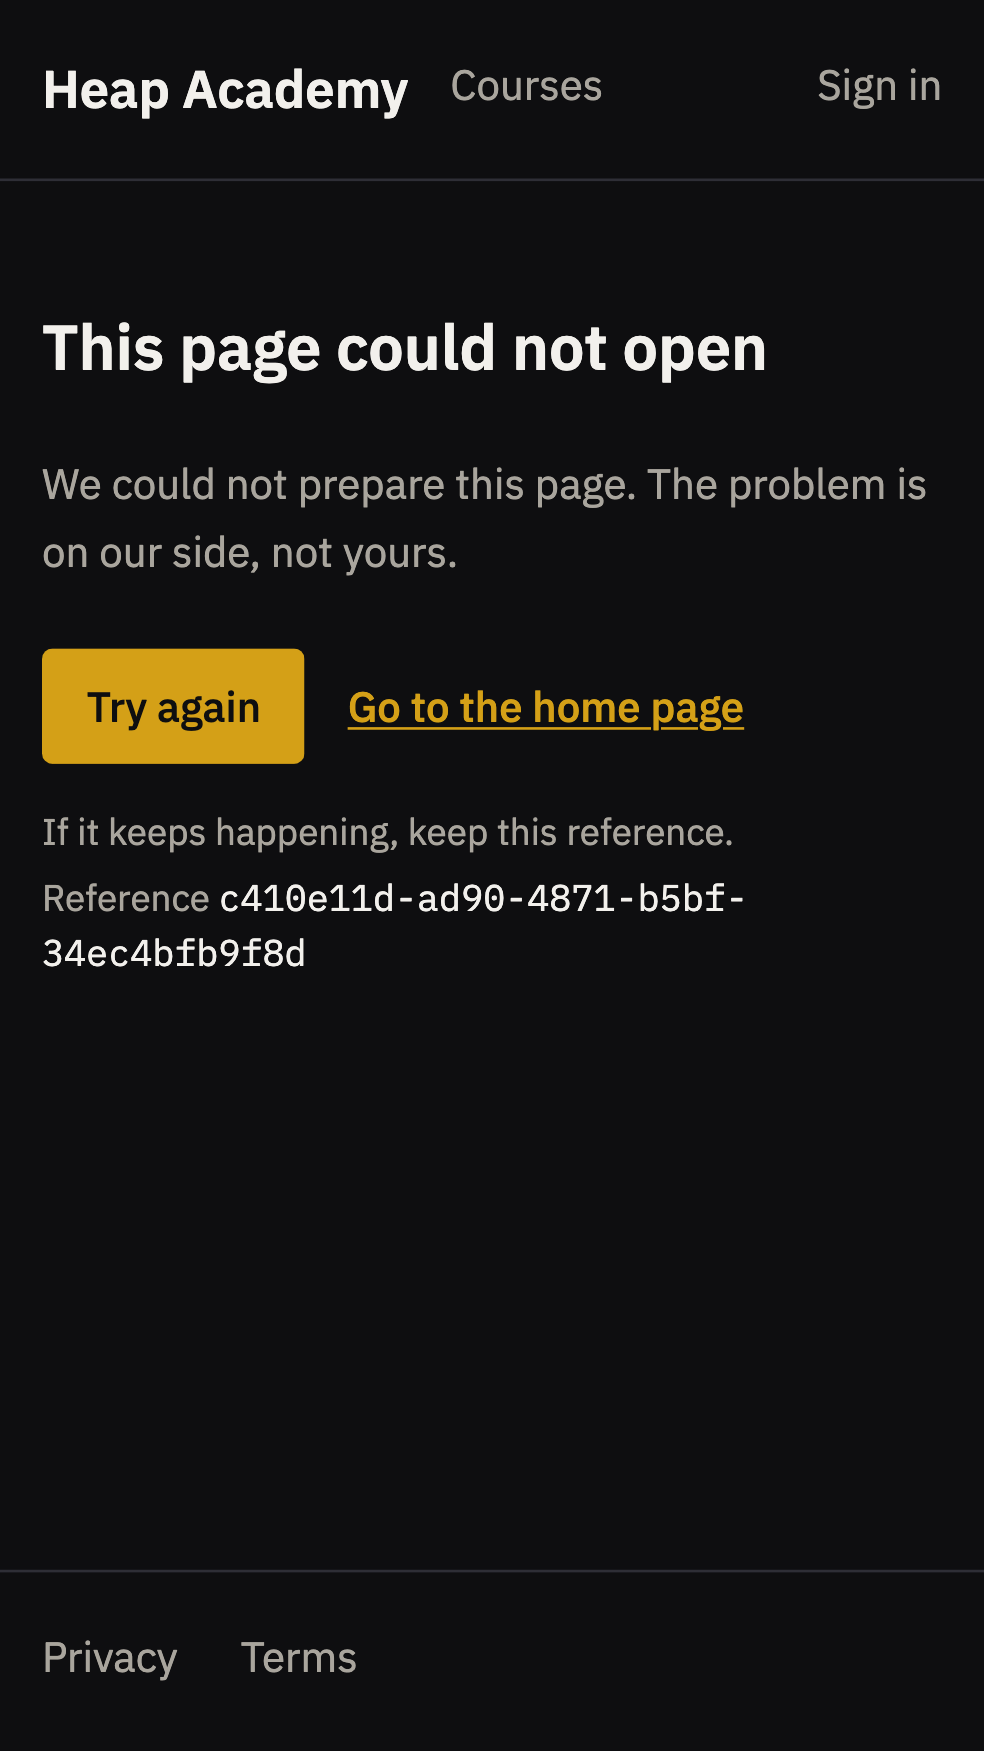 Heap Academy Courses Sign in
This page could not open
We could not prepare this page. The problem is
on our side, not yours.
Try again Go to the home page
If it keeps happening, keep this reference.
Reference c410e11d-ad90-4871-b5bf-
34ec4bfb9f8d
Privacy Terms